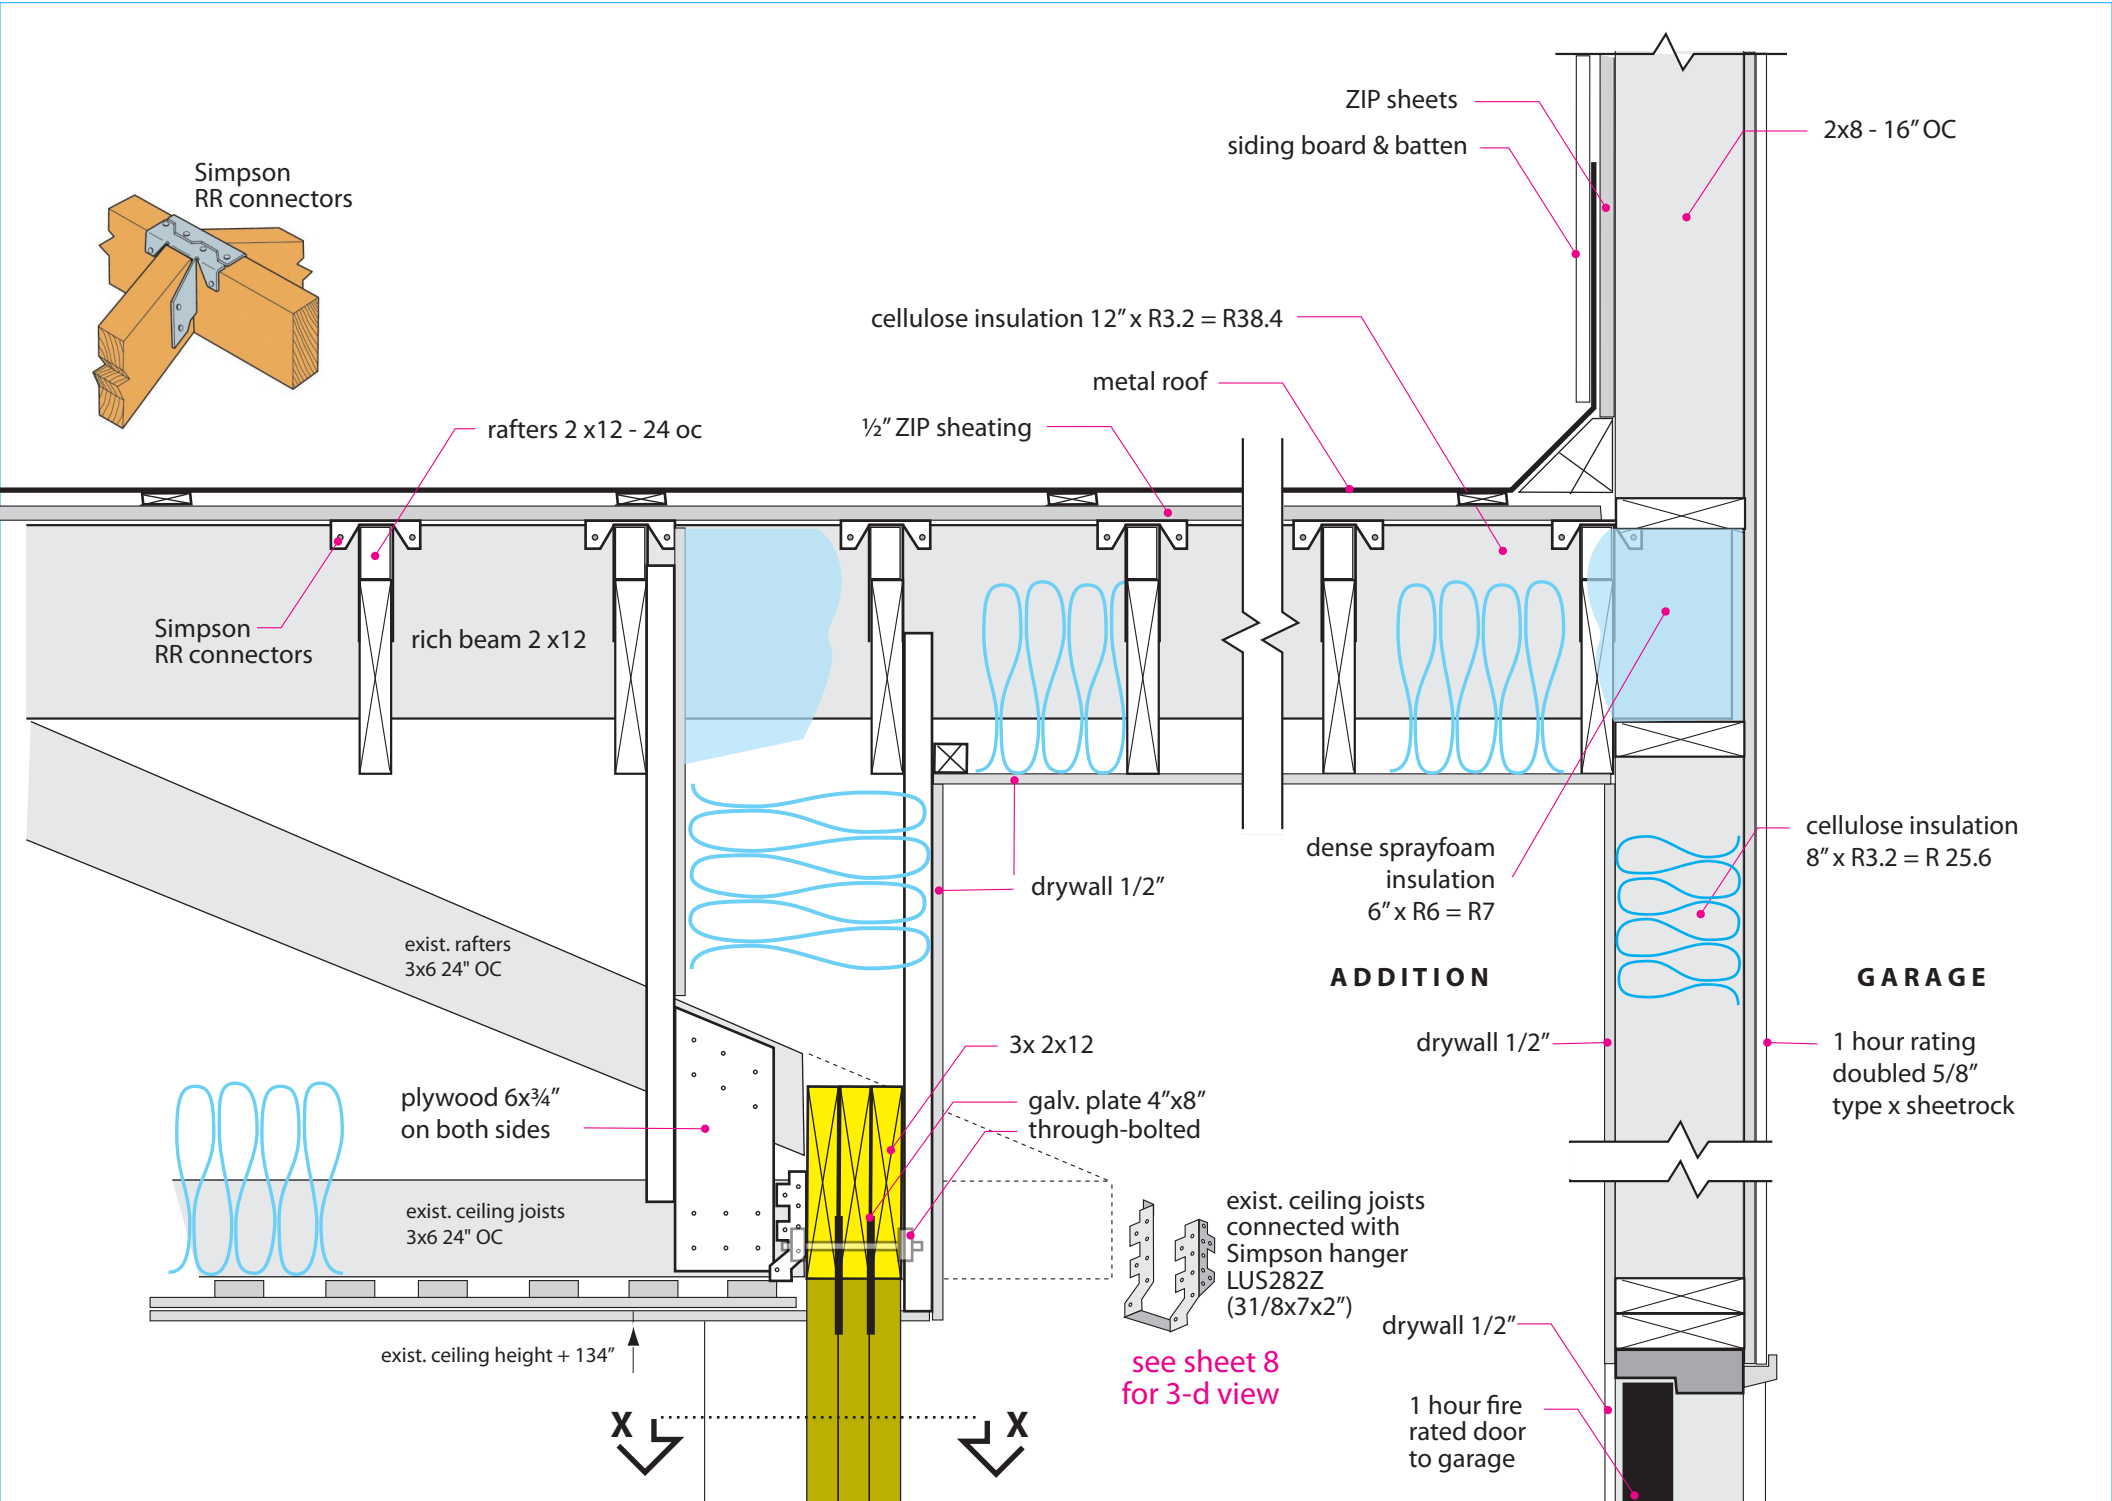 ZIP sheets
siding board & batten
2x8 - 16” OC
Simpson
RR connectors
cellulose insulation 12” x R3.2 = R38.4
metal roof
rafters 2 x12 - 24 oc
½” ZIP sheating
Simpson
RR connectors
rich beam 2 x12
cellulose insulation
8” x R3.2 = R 25.6
dense sprayfoam
insulation
6” x R6 = R7
drywall 1/2”
exist. rafters
3x6 24" OC
ADDITION
GARAGE
3x 2x12
drywall 1/2”
1 hour rating
doubled 5/8”
type x sheetrock
plywood 6x¾”
on both sides
galv. plate 4”x8”
through-bolted
exist. ceiling joists
3x6 24" OC
exist. ceiling joists
connected with
Simpson hanger
LUS282Z
(31/8x7x2”)
drywall 1/2”
exist. ceiling height + 134”
see sheet 8
for 3-d view
1 hour fire
rated door
to garage
X X